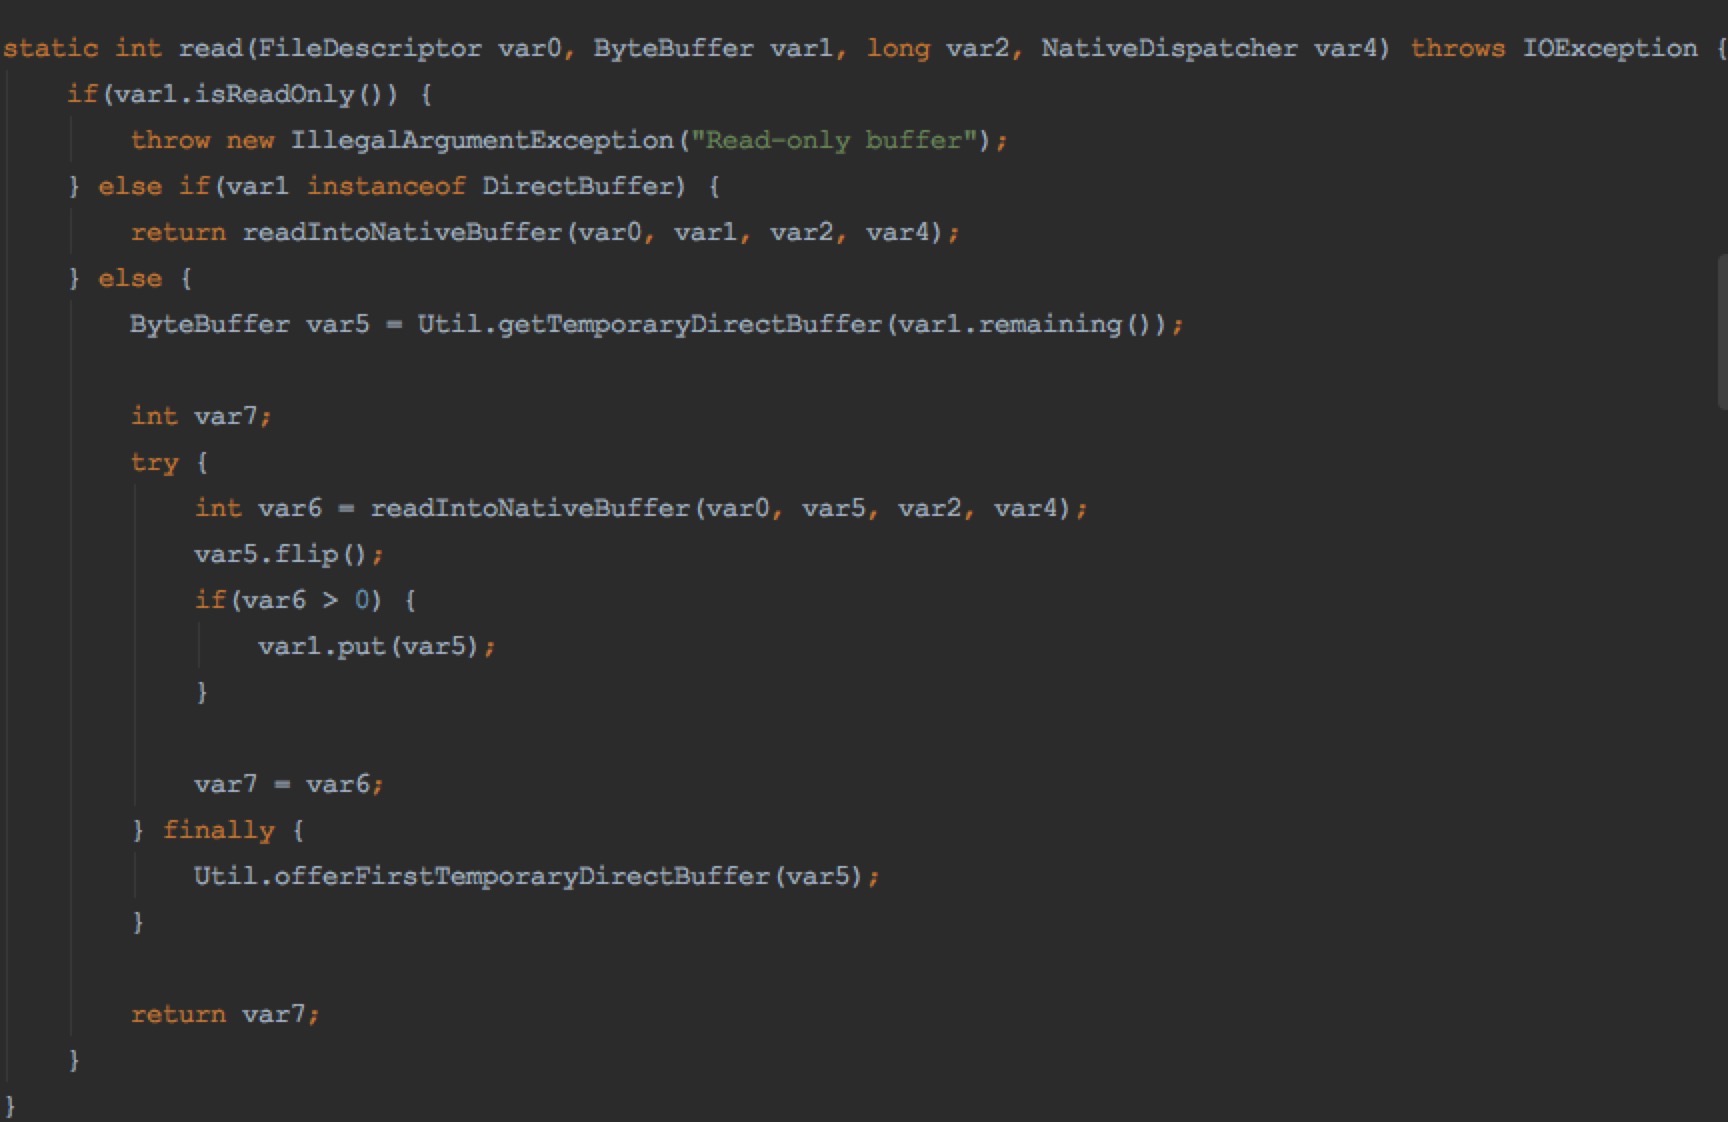 static int read(FileDescriptor var0, ByteBuffer var1, long var2, NativeDispatcher var4) throws IOException {
    if(var1.isReadOnly()) {
        throw new IllegalArgumentException("Read-only buffer");
    } else if(var1 instanceof DirectBuffer) {
        return readIntoNativeBuffer(var0, var1, var2, var4);
    } else {
        ByteBuffer var5 = Util.getTemporaryDirectBuffer(var1.remaining());

        int var7;
        try {
            int var6 = readIntoNativeBuffer(var0, var5, var2, var4);
            var5.flip();
            if(var6 > 0) {
                var1.put(var5);
            }

            var7 = var6;
        } finally {
            Util.offerFirstTemporaryDirectBuffer(var5);
        }

        return var7;
    }
}